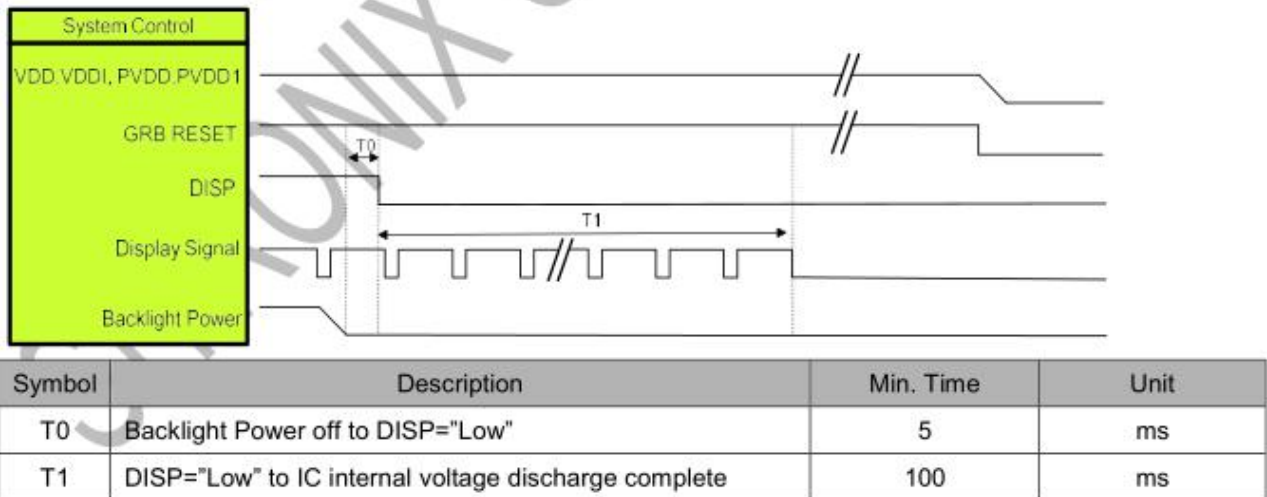 System Control
VDD.VDDI, PVDD.PVDD1
GRB RESET
T0
DISP
T1
Display Signal
Backlight Power
Symbol Description Min. Time Unit
T0 Backlight Power off to DISP="Low" 5 ms
T1 DISP="Low" to IC internal voltage discharge complete 100 ms